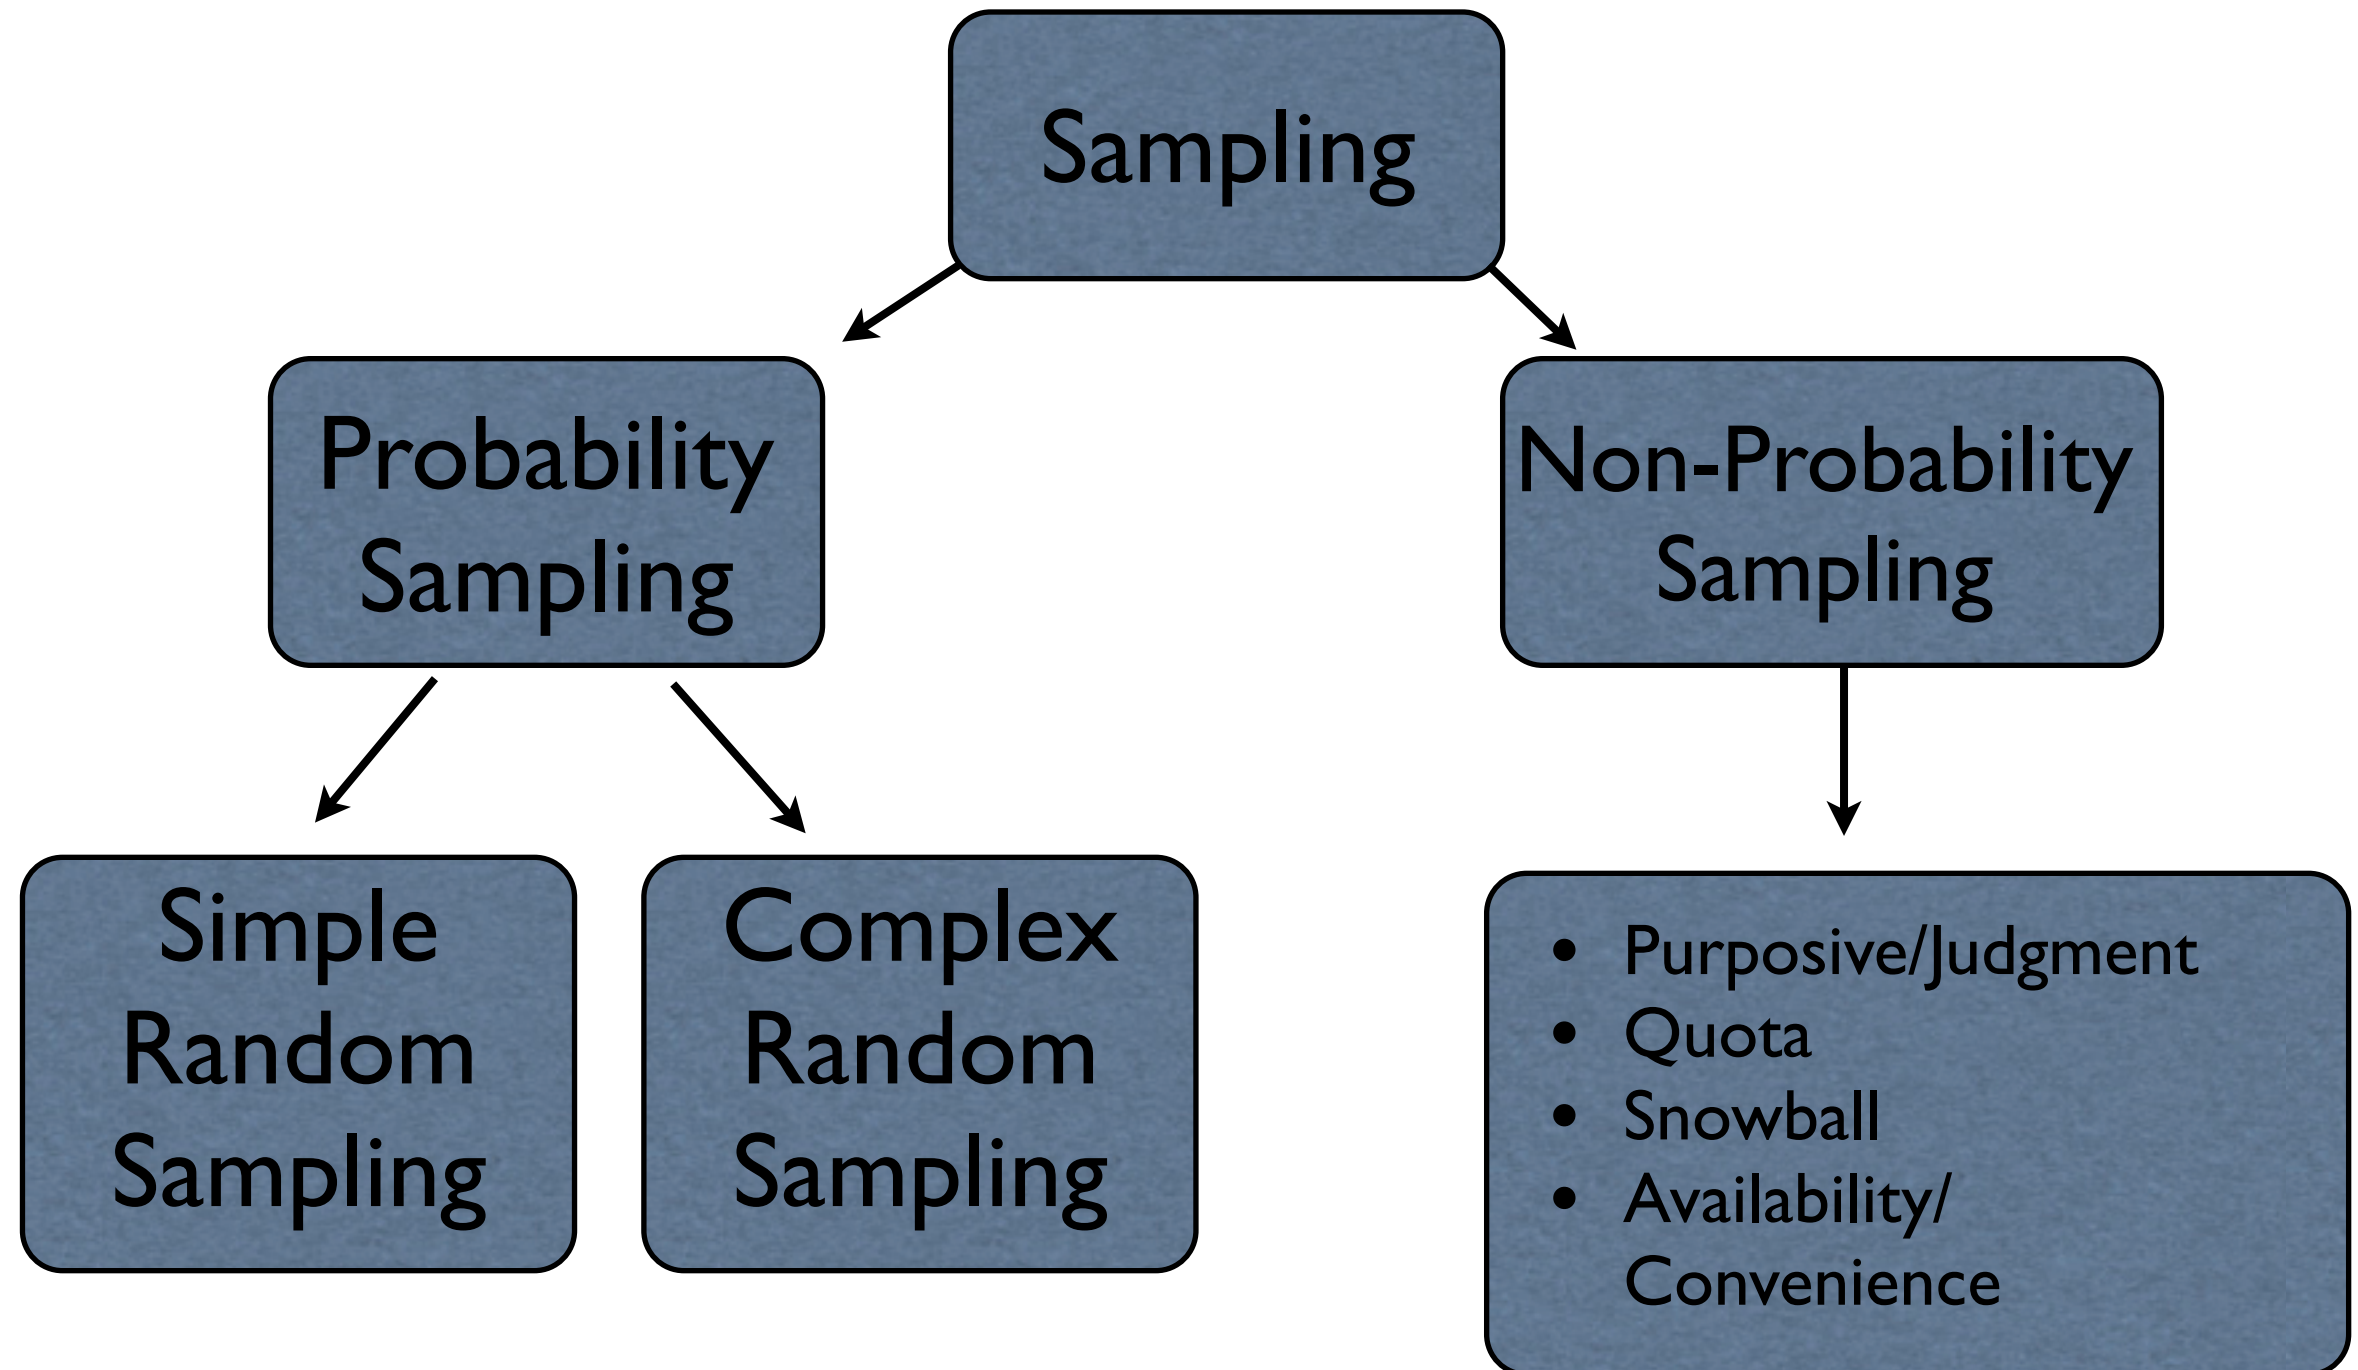 Sampling
Probability
Sampling
Non-Probability
Sampling
Simple
Random
Sampling
Complex
Random
Sampling
• Purposive/Judgment
• Quota
• Snowball
• Availability/
Convenience